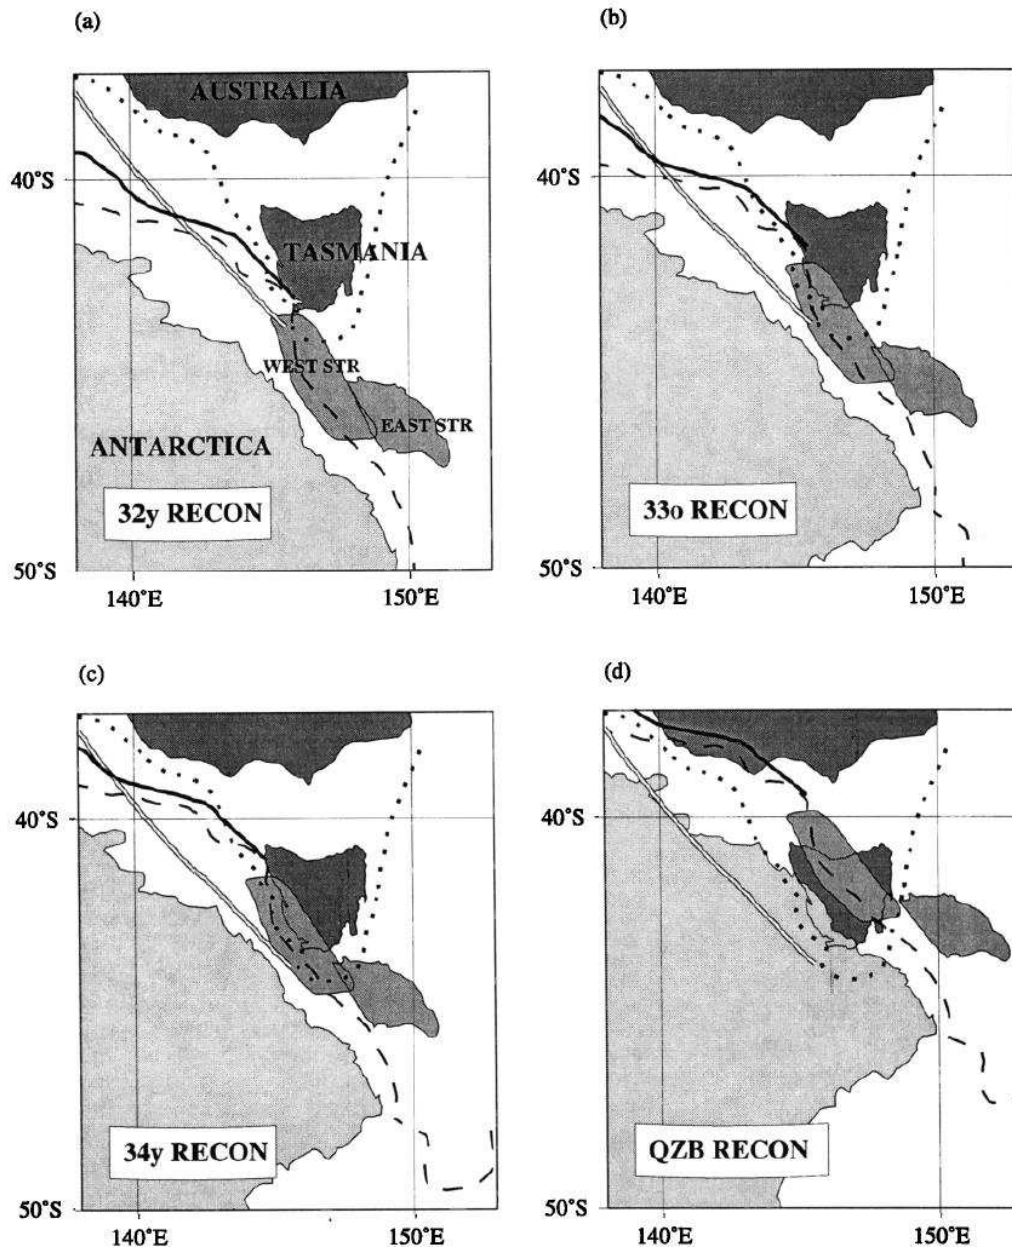 (a)
(b)
AUSTRALIA
40°S
TASMANIA
WEST STR
EAST STR
ANTARCTICA
32y RECON
50°S
140°E
150°E
40°S
33o RECON
50°S
140°E
150°E
(c)
(d)
40°S
34y RECON
50°S
140°E
150°E
40°S
QZB RECON
50°S
140°E
150°E